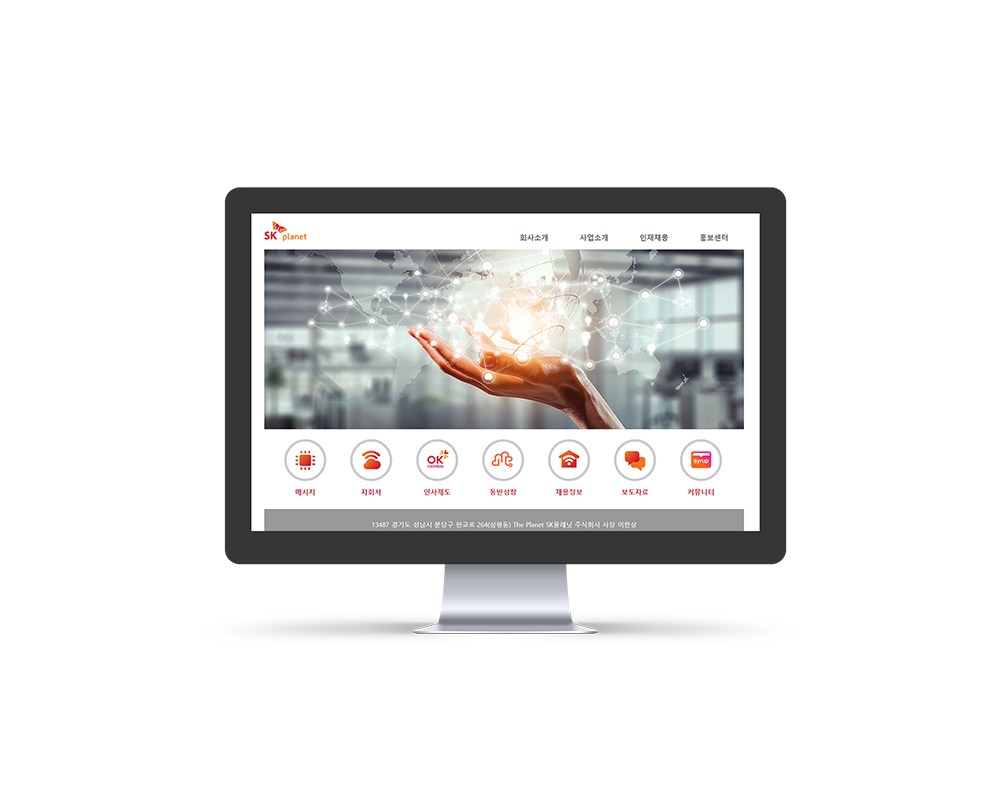 SK planet
회사소개 사업소개 인재채용 홍보센터
OK CASHBAG
syrup
메시지 자회사 인사제도 동반성장 채용정보 보도자료 커뮤니티
13487 경기도 성남시 분당구 판교로 264(삼평동) The Planet SK플래닛 주식회사 사장 이한상